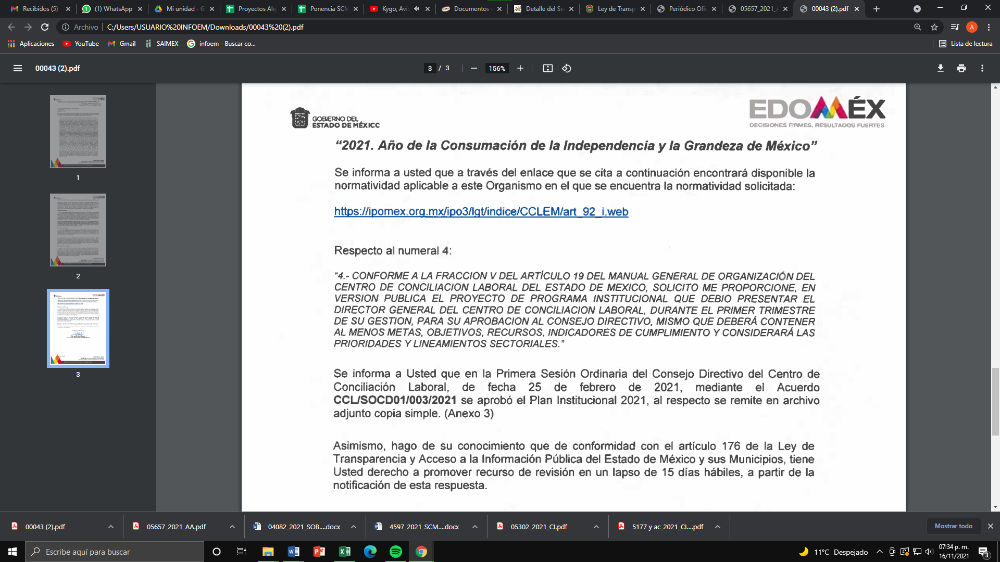 Recibidos (5)
(1) WhatsApp
Mi unidad - G
Proyectos Ale
Ponencia SCM
Kygo, Avic
Documentos
Detalle del Se
Ley de Transp
Periódico Ofic
05657_2021_A
00043 (2).pdf
Archivo
C:/Users/USUARIO%20INFOEM/Downloads/00043%20(2).pdf
A
Aplicaciones
YouTube
Gmail
SAIMEX
infoem - Buscar co...
Lista de lectura
00043 (2).pdf
3 / 3
156%
1
2
3
GOBIERNO DEL
ESTADO DE MÉXICO
EDOMÉX
DECISIONES FIRMES, RESULTADOS FUERTES.
“2021. Año de la Consumación de la Independencia y la Grandeza de México”
Se informa a usted que a través del enlace que se cita a continuación encontrará disponible la
normatividad aplicable a este Organismo en el que se encuentra la normatividad solicitada:
https://ipomex.org.mx/ipo3/lgt/indice/CCLEM/art_92_i.web
Respecto al numeral 4:
“4.- CONFORME A LA FRACCION V DEL ARTÍCULO 19 DEL MANUAL GENERAL DE ORGANIZACIÓN DEL
CENTRO DE CONCILIACION LABORAL DEL ESTADO DE MEXICO, SOLICITO ME PROPORCIONE, EN
VERSION PUBLICA EL PROYECTO DE PROGRAMA INSTITUCIONAL QUE DEBIO PRESENTAR EL
DIRECTOR GENERAL DEL CENTRO DE CONCILIACION LABORAL, DURANTE EL PRIMER TRIMESTRE
DE SU GESTION, PARA SU APROBACION AL CONSEJO DIRECTIVO, MISMO QUE DEBERÁ CONTENER
AL MENOS METAS, OBJETIVOS, RECURSOS, INDICADORES DE CUMPLIMIENTO Y CONSIDERARÁ LAS
PRIORIDADES Y LINEAMIENTOS SECTORIALES.”
Se informa a Usted que en la Primera Sesión Ordinaria del Consejo Directivo del Centro de
Conciliación Laboral, de fecha 25 de febrero de 2021, mediante el Acuerdo
CCL/SOCD01/003/2021 se aprobó el Plan Institucional 2021, al respecto se remite en archivo
adjunto copia simple. (Anexo 3)
Asimismo, hago de su conocimiento que de conformidad con el artículo 176 de la Ley de
Transparencia y Acceso a la Información Pública del Estado de México y sus Municipios, tiene
Usted derecho a promover recurso de revisión en un lapso de 15 días hábiles, a partir de la
notificación de esta respuesta.
00043 (2).pdf
05657_2021_AA.pdf
04082_2021_SOB....docx
4597_2021_SCM....docx
05302_2021_CI.pdf
5177 y ac_2021_CI....pdf
Mostrar todo
Escribe aquí para buscar
11°C Despejado
07:34 p. m.
16/11/2021
3